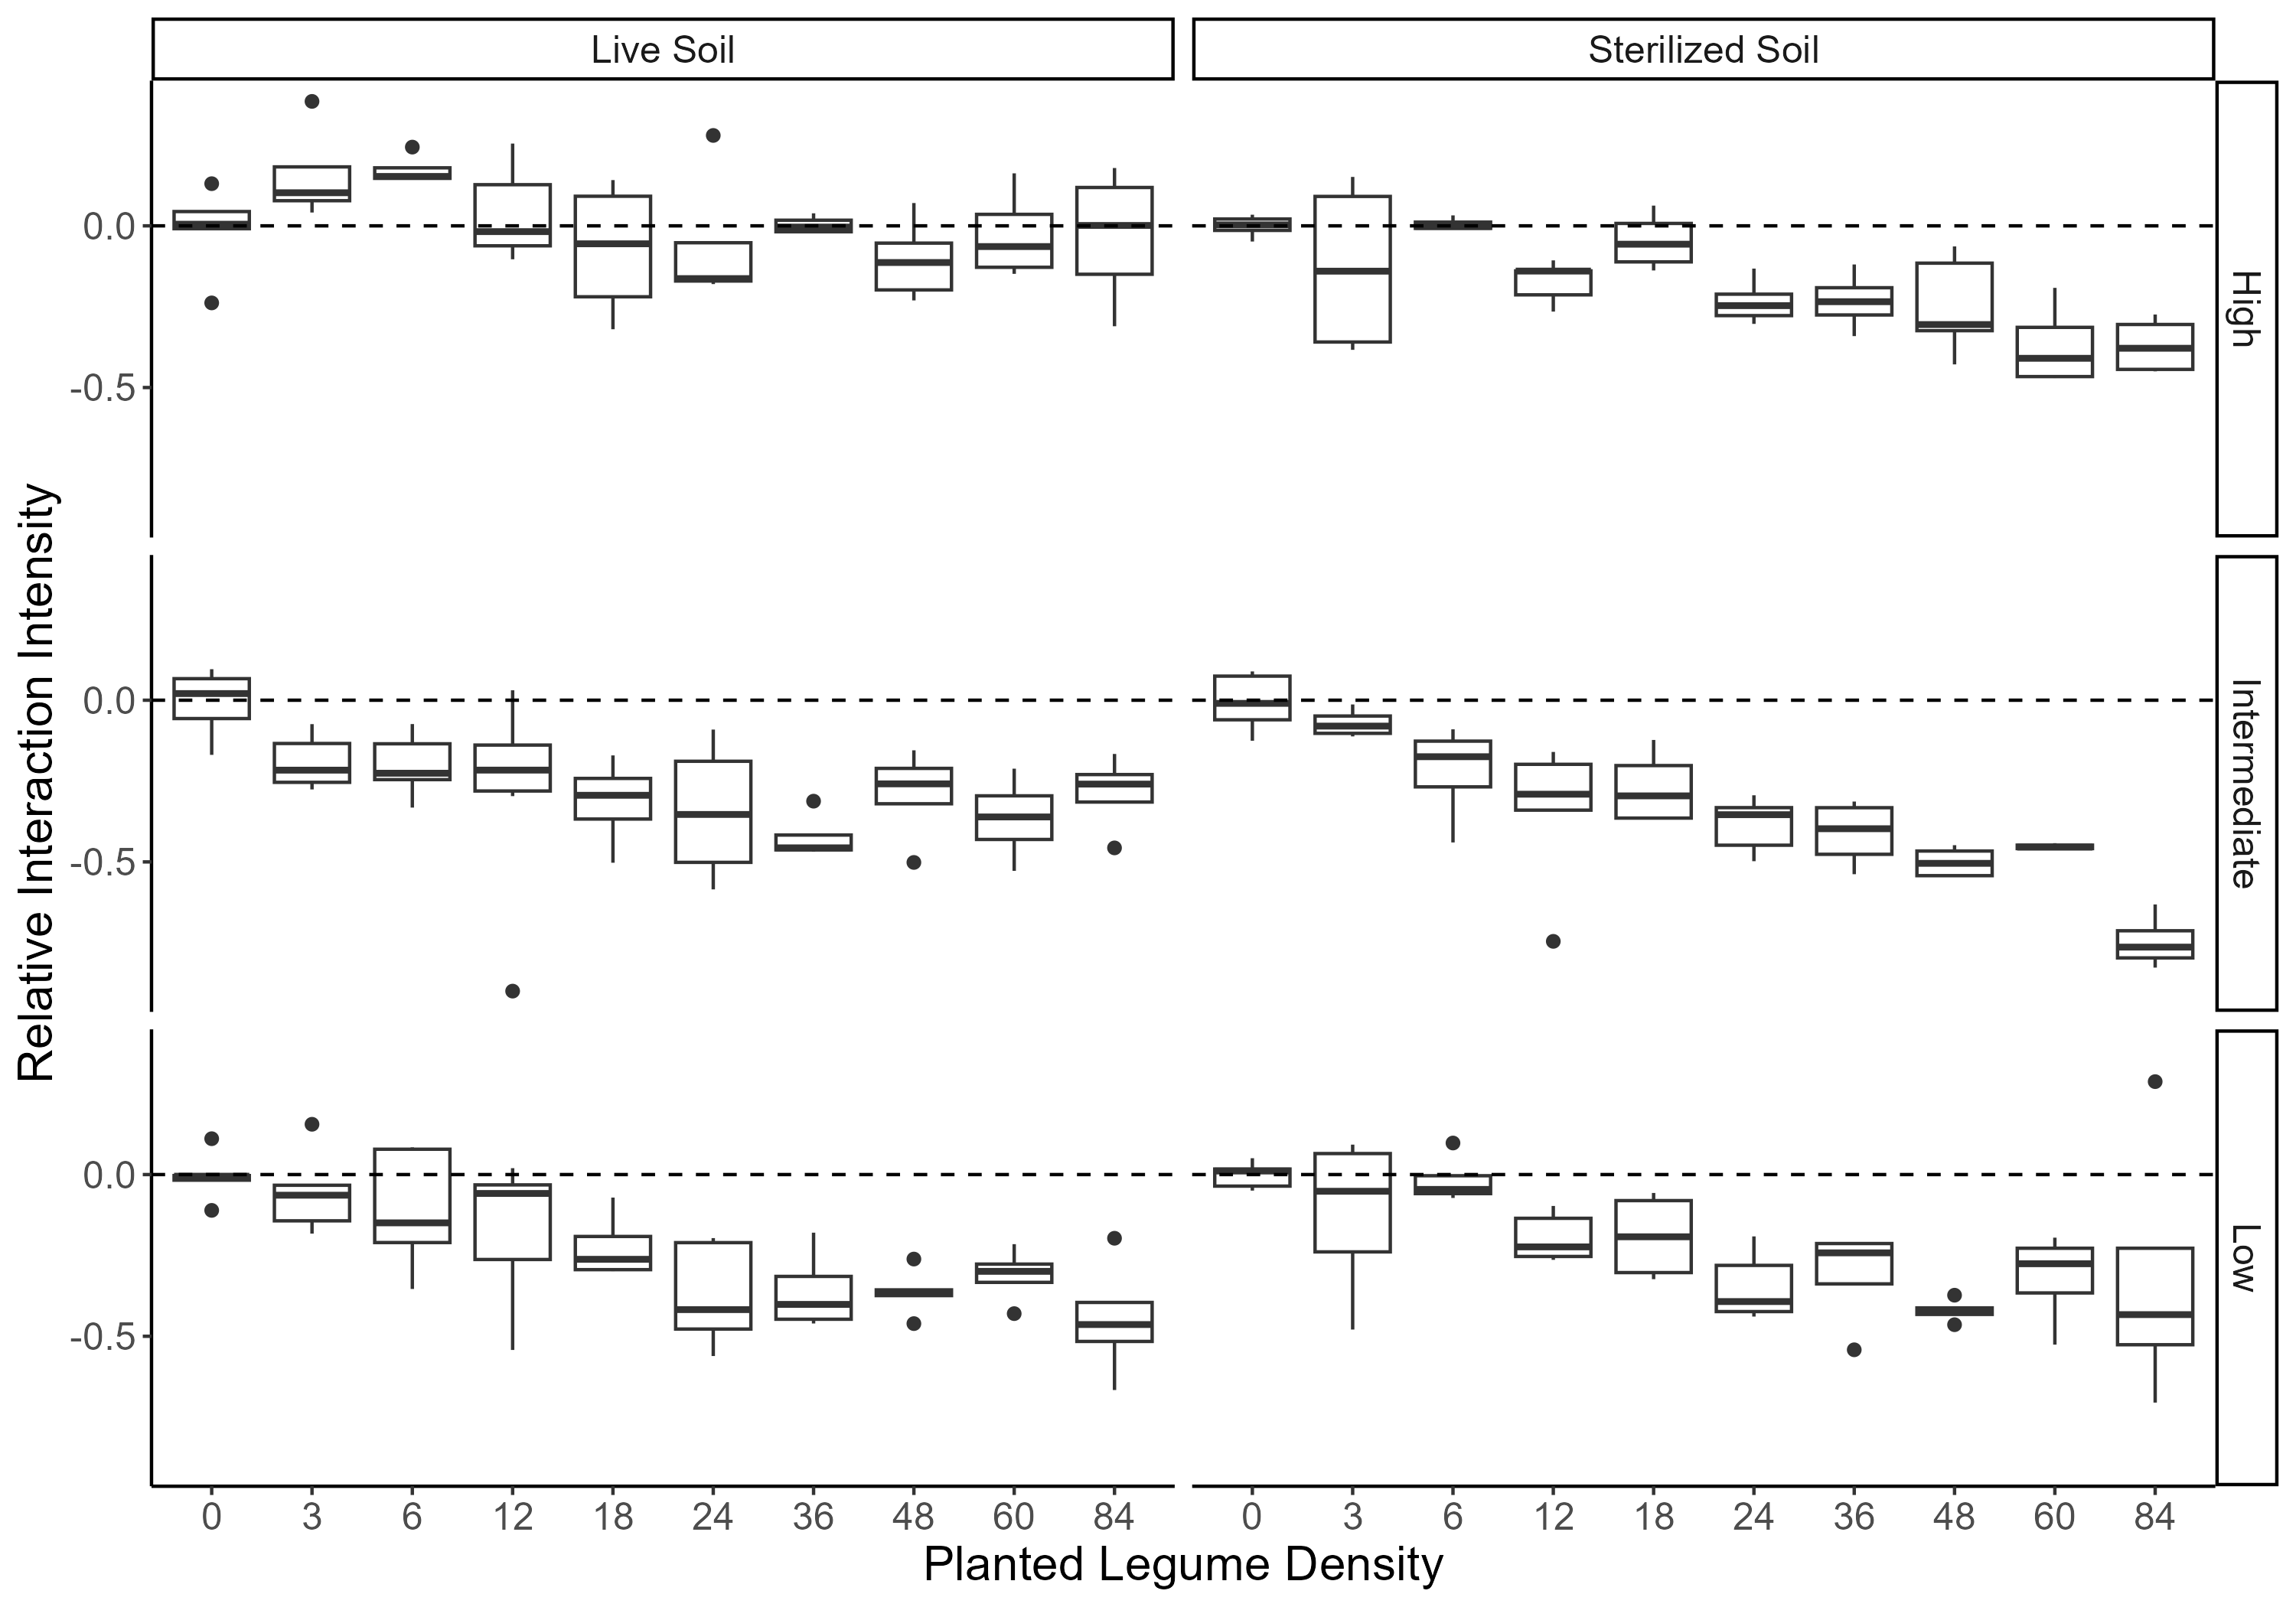 Live Soil
Sterilized Soil
0.0
-0.5
High
0.0
-0.5
Intermediate
0.0
-0.5
Low
0 3 6 12 18 24 36 48 60 84
0 3 6 12 18 24 36 48 60 84
Planted Legume Density
Relative Interaction Intensity